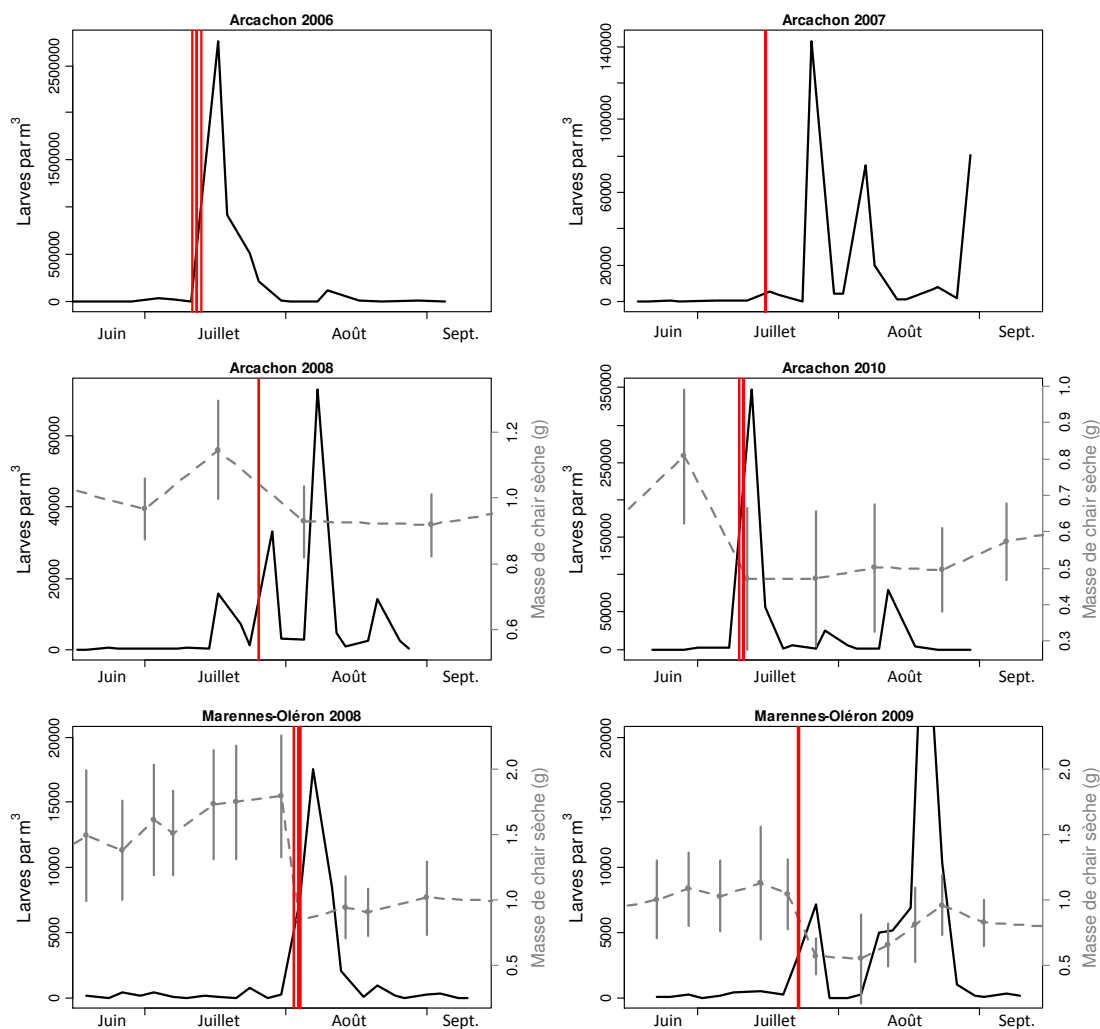 Arcachon 2006
Larves par m³
0
500000
1500000
2500000
Juin Juillet Août Sept.
Arcachon 2007
Larves par m³
0
20000
60000
100000
140000
Juin Juillet Août Sept.
Arcachon 2008
Larves par m³
0
20000
40000
60000
0.6
0.8
1.0
1.2
Masse de chair sèche (g)
Juin Juillet Août Sept.
Arcachon 2010
Larves par m³
0
50000
150000
250000
350000
0.3
0.4
0.5
0.6
0.7
0.8
0.9
1.0
Masse de chair sèche (g)
Juin Juillet Août Sept.
Marennes-Oléron 2008
Larves par m³
0
5000
10000
15000
20000
0.5
1.0
1.5
2.0
Masse de chair sèche (g)
Juin Juillet Août Sept.
Marennes-Oléron 2009
Larves par m³
0
5000
10000
15000
20000
0.5
1.0
1.5
2.0
Masse de chair sèche (g)
Juin Juillet Août Sept.